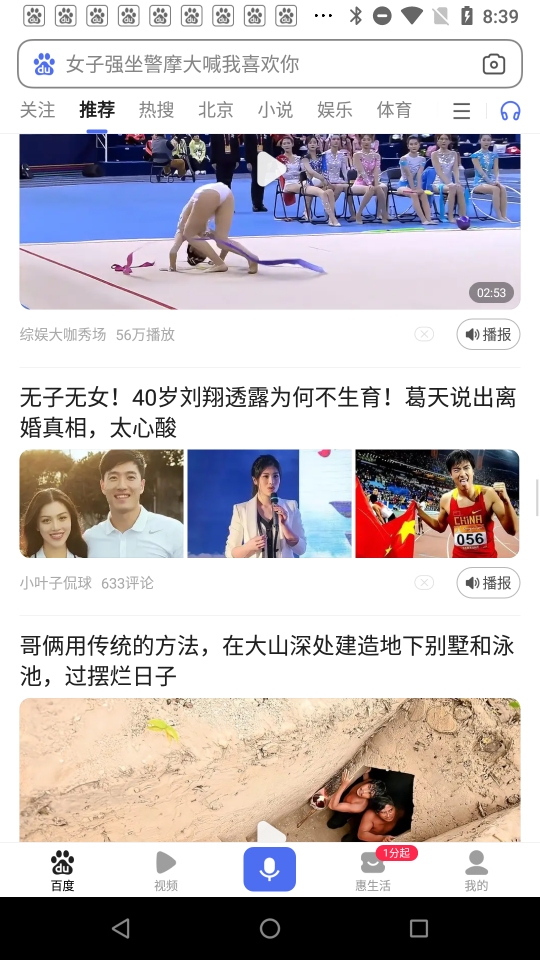 8:39
du 女子强坐警摩大喊我喜欢你
关注 推荐 热搜 北京 小说 娱乐 体育
02:53
综娱大咖秀场 56万播放 播报
无子无女！40岁刘翔透露为何不生育！葛天说出离
婚真相，太心酸
CHINA
056
小叶子侃球 633评论 播报
哥俩用传统的方法，在大山深处建造地下别墅和泳
池，过摆烂日子
du 1分起
百度 视频 惠生活 我的